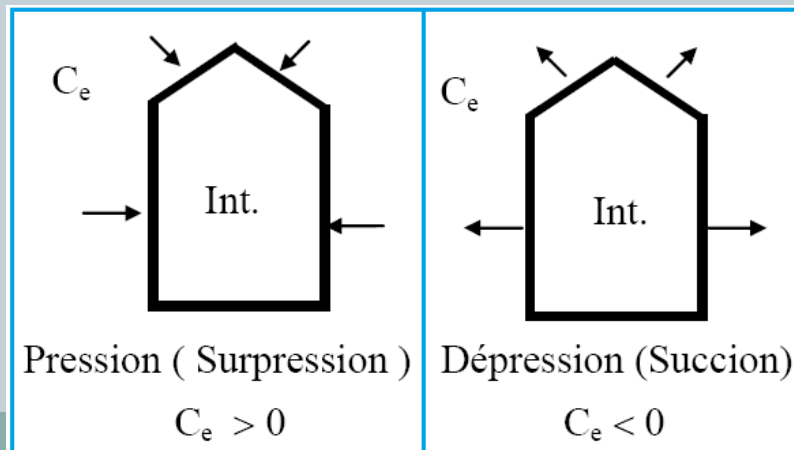 Cₑ
Int.
Pression ( Surpression )
Cₑ > 0
Cₑ
Int.
Dépression (Succion)
Cₑ < 0